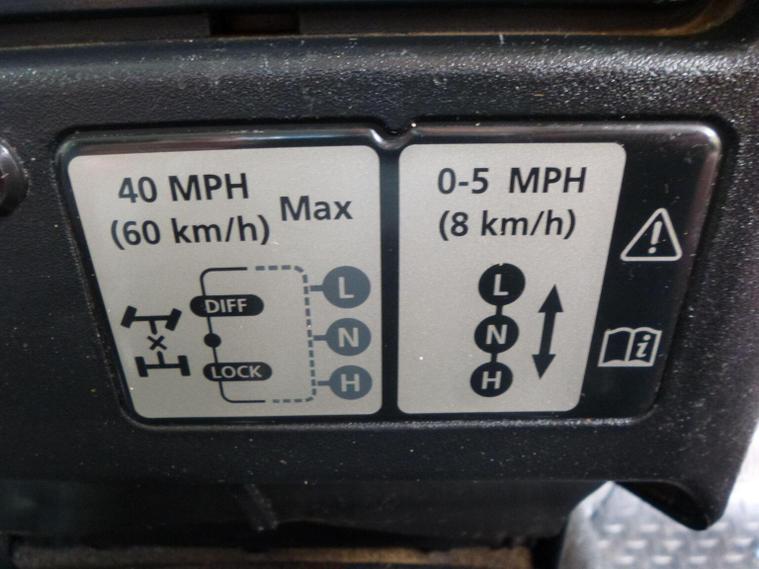 40 MPH
(60 km/h) Max
DIFF
LOCK
L
N
H
0-5 MPH
(8 km/h)
L
N
H